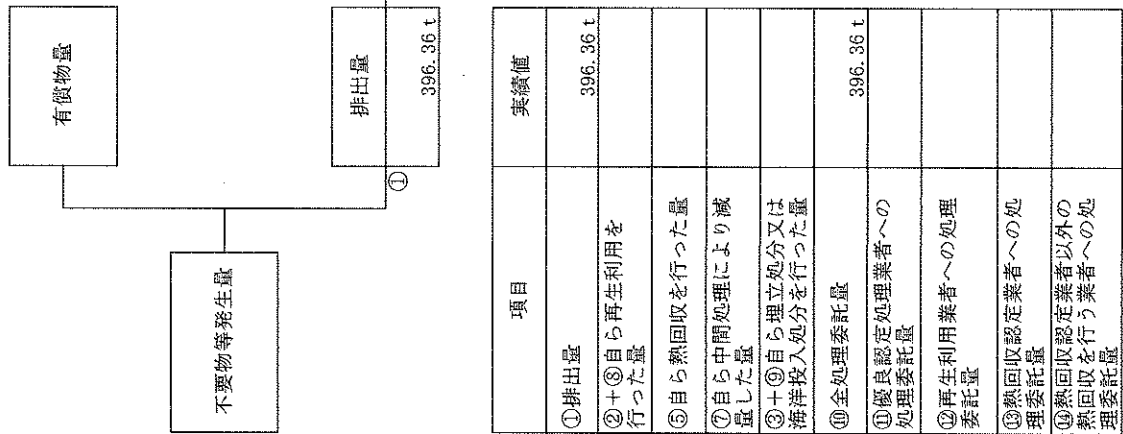 不要物等発生量
有償物量
排出量
①
396.36 t
項目
実績値
①排出量
396.36 t
②+⑧自ら再生利用を
行った量
⑤自ら熱回収を行った量
⑦自ら中間処理により減
量した量
③+⑨自ら埋立処分又は
海洋投入処分を行った量
⑩全処理委託量
396.36 t
⑪優良認定処理業者への
処理委託量
⑫再生利用業者への処理
委託量
⑬熱回収認定業者への処
理委託量
⑭熱回収認定業者以外の
熱回収を行う業者への処
理委託量